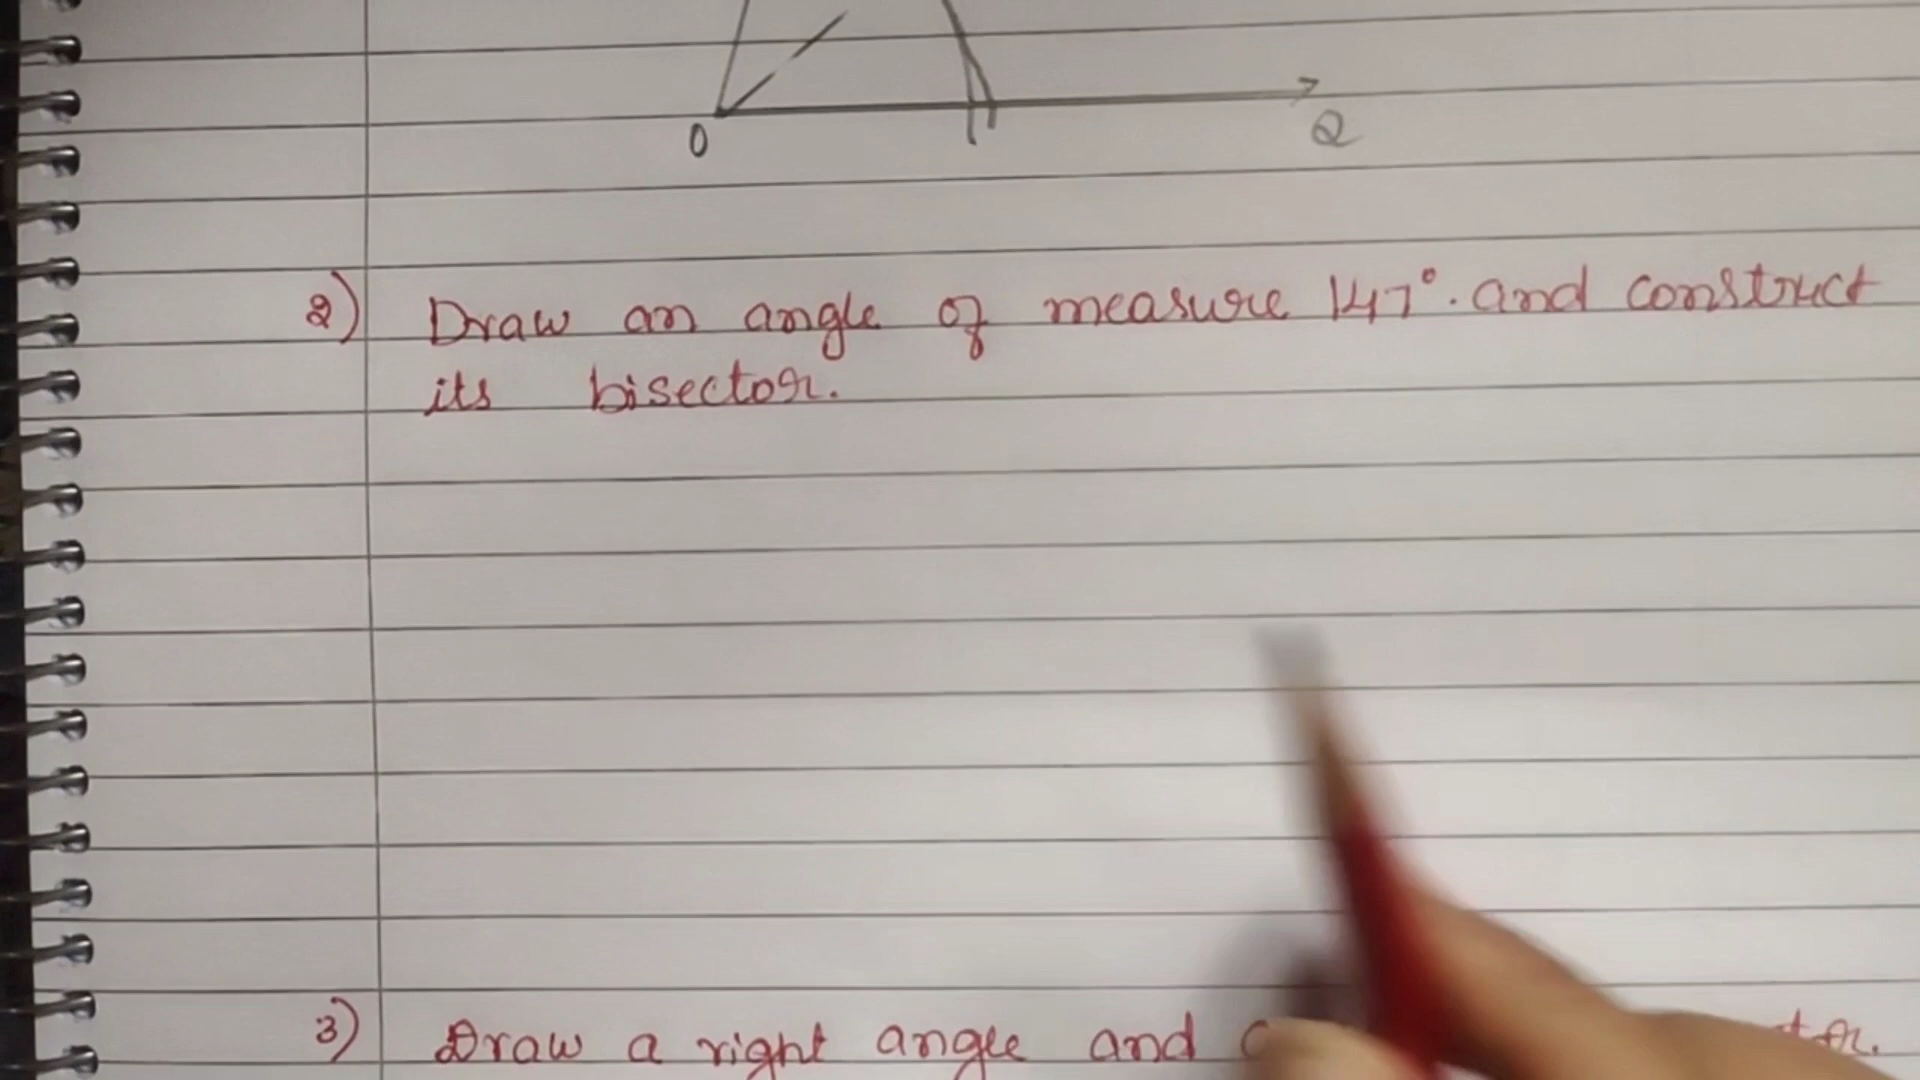 O
Q
2) Draw an angle of measure 147°. and construct
its bisector.
3) Draw a right angle and